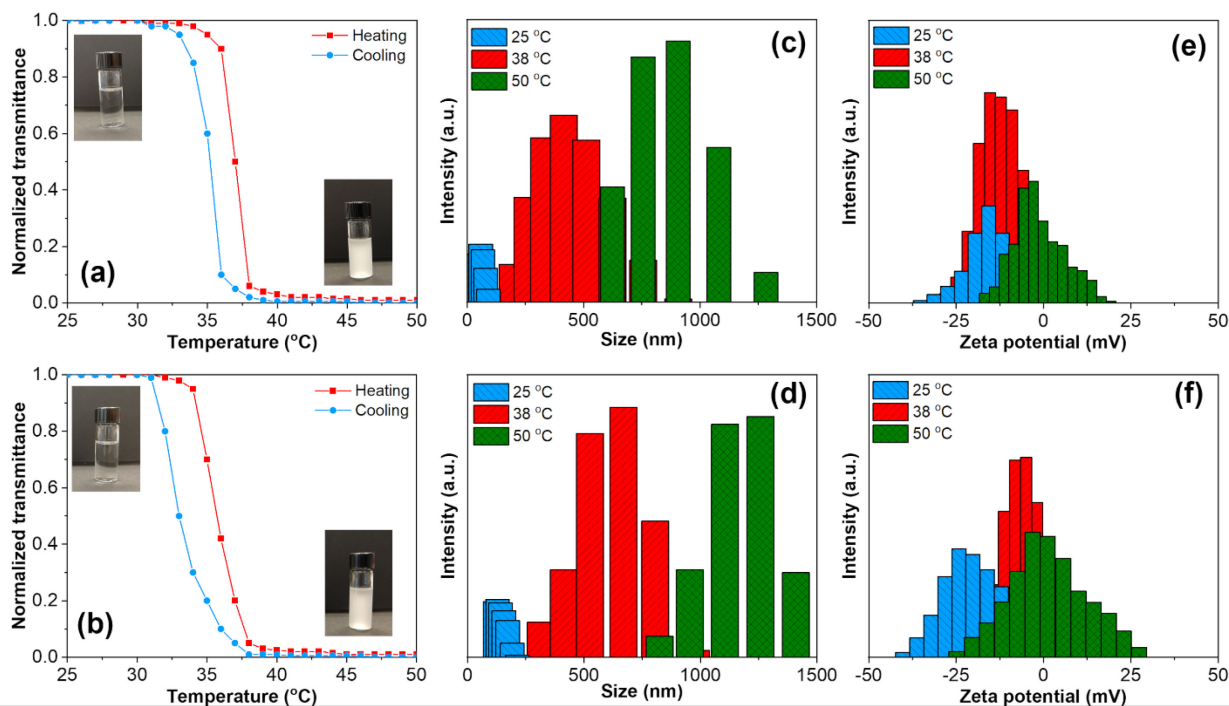 1.0
0.8
0.6
0.4
0.2
0.0
Normalized transmittance
Heating
Cooling
(a)
25 30 35 40 45 50
Temperature (°C)
Intensity (a.u.)
25 °C
38 °C
50 °C
(c)
0 500 1000 1500
Size (nm)
Intensity (a.u.)
25 °C
38 °C
50 °C
(e)
-50 -25 0 25 50
Zeta potential (mV)
1.0
0.8
0.6
0.4
0.2
0.0
Normalized transmittance
Heating
Cooling
(b)
25 30 35 40 45 50
Temperature (°C)
Intensity (a.u.)
25 °C
38 °C
50 °C
(d)
0 500 1000 1500
Size (nm)
Intensity (a.u.)
25 °C
38 °C
50 °C
(f)
-50 -25 0 25 50
Zeta potential (mV)